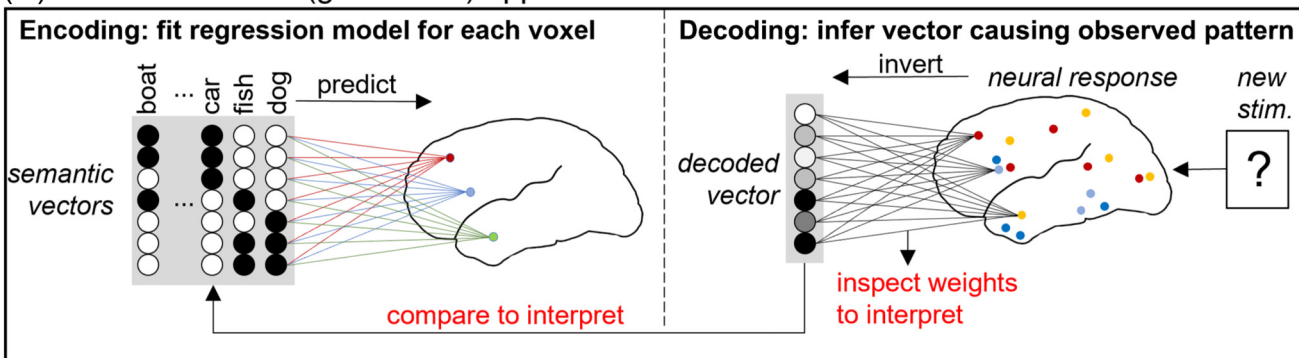 Encoding: fit regression model for each voxel
boat
...
car
fish
dog
predict
semantic
vectors
...
compare to interpret
Decoding: infer vector causing observed pattern
invert
neural response
new
stim.
decoded
vector
?
inspect weights
to interpret